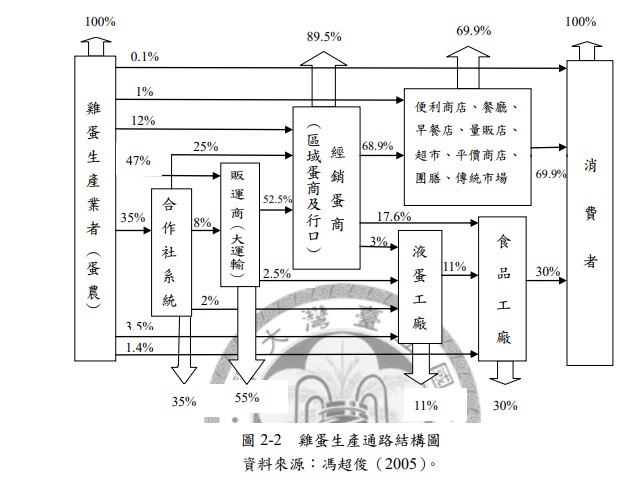 100%
89.5%
69.9%
100%
0.1%
1%
12%
25%
47%
35%
8%
52.5%
68.9%
69.9%
17.6%
3%
2.5%
11%
30%
2%
3.5%
1.4%
雞蛋生產業者（蛋農）
合作社系統
販運商（大運輸）
經銷蛋商
（區域蛋商及行口）
便利商店、餐廳、
早餐店、量販店、
超市、平價商店、
團膳、傳統市場
液蛋工廠
食品工廠
消費者
35%
55%
11%
30%
大灣臺
國
圖 2-2 雞蛋生產通路結構圖
資料來源：馮超俊（2005）。